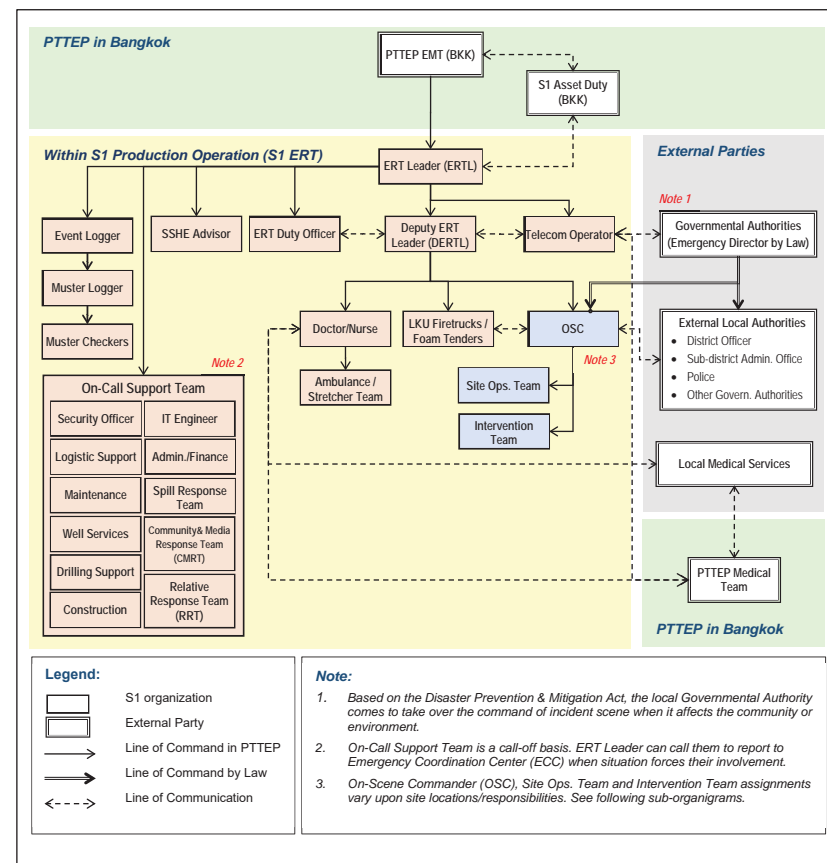 PTTEP in Bangkok
PTTEP EMT (BKK)
S1 Asset Duty
(BKK)
Within S1 Production Operation (S1 ERT)
External Parties
ERT Leader (ERTL)
Note 1
Event Logger
SSHE Advisor
ERT Duty Officer
Deputy ERT
Leader (DERTL)
Telecom Operator
Governmental Authorities
(Emergency Director by Law)
Muster Logger
Muster Checkers
Doctor/Nurse
LKU Firetrucks /
Foam Tenders
OSC
External Local Authorities
• District Officer
• Sub-district Admin. Office
• Police
• Other Govern. Authorities
Note 2
Note 3
On-Call Support Team
Ambulance /
Stretcher Team
Site Ops. Team
Intervention
Team
Security Officer
IT Engineer
Logistic Support
Admin./Finance
Maintenance
Spill Response
Team
Well Services
Community& Media
Response Team
(CMRT)
Drilling Support
Construction
Relative
Response Team
(RRT)
Local Medical Services
PTTEP Medical
Team
PTTEP in Bangkok
Legend:
S1 organization
External Party
Line of Command in PTTEP
Line of Command by Law
Line of Communication
Note:
1. Based on the Disaster Prevention & Mitigation Act, the local Governmental Authority
comes to take over the command of incident scene when it affects the community or
environment.
2. On-Call Support Team is a call-off basis. ERT Leader can call them to report to
Emergency Coordination Center (ECC) when situation forces their involvement.
3. On-Scene Commander (OSC), Site Ops. Team and Intervention Team assignments
vary upon site locations/responsibilities. See following sub-organigrams.